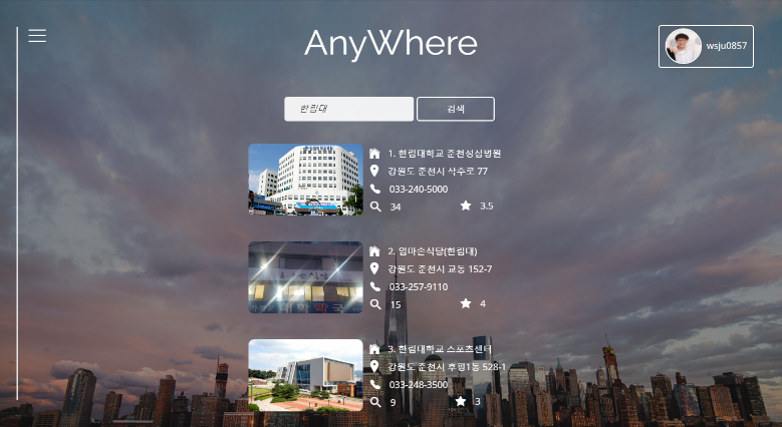 AnyWhere
wsju0857
한림대
검색
1. 한림대학교 춘천성심병원
강원도 춘천시 삭주로 77
033-240-5000
34
3.5
2. 엄마손식당(한림대)
강원도 춘천시 교동 152-7
033-257-9110
15
4
3. 한림대학교 스포츠센터
강원도 춘천시 후평1동 528-1
033-248-3500
9
3